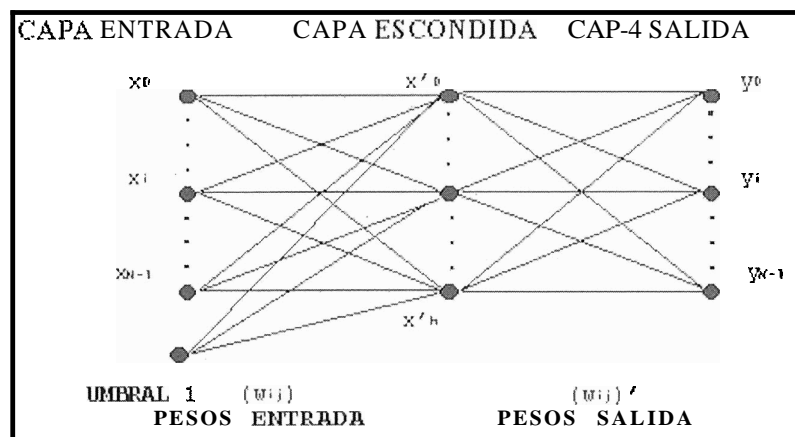 CAPA ENTRADA CAPA ESCONDIDA CAP-4 SALIDA
x0 x'0 y0
xi yi
xN-1 yN-1
x'h
UMBRAL 1 (wij) (wij)'
PESOS ENTRADA PESOS SALIDA